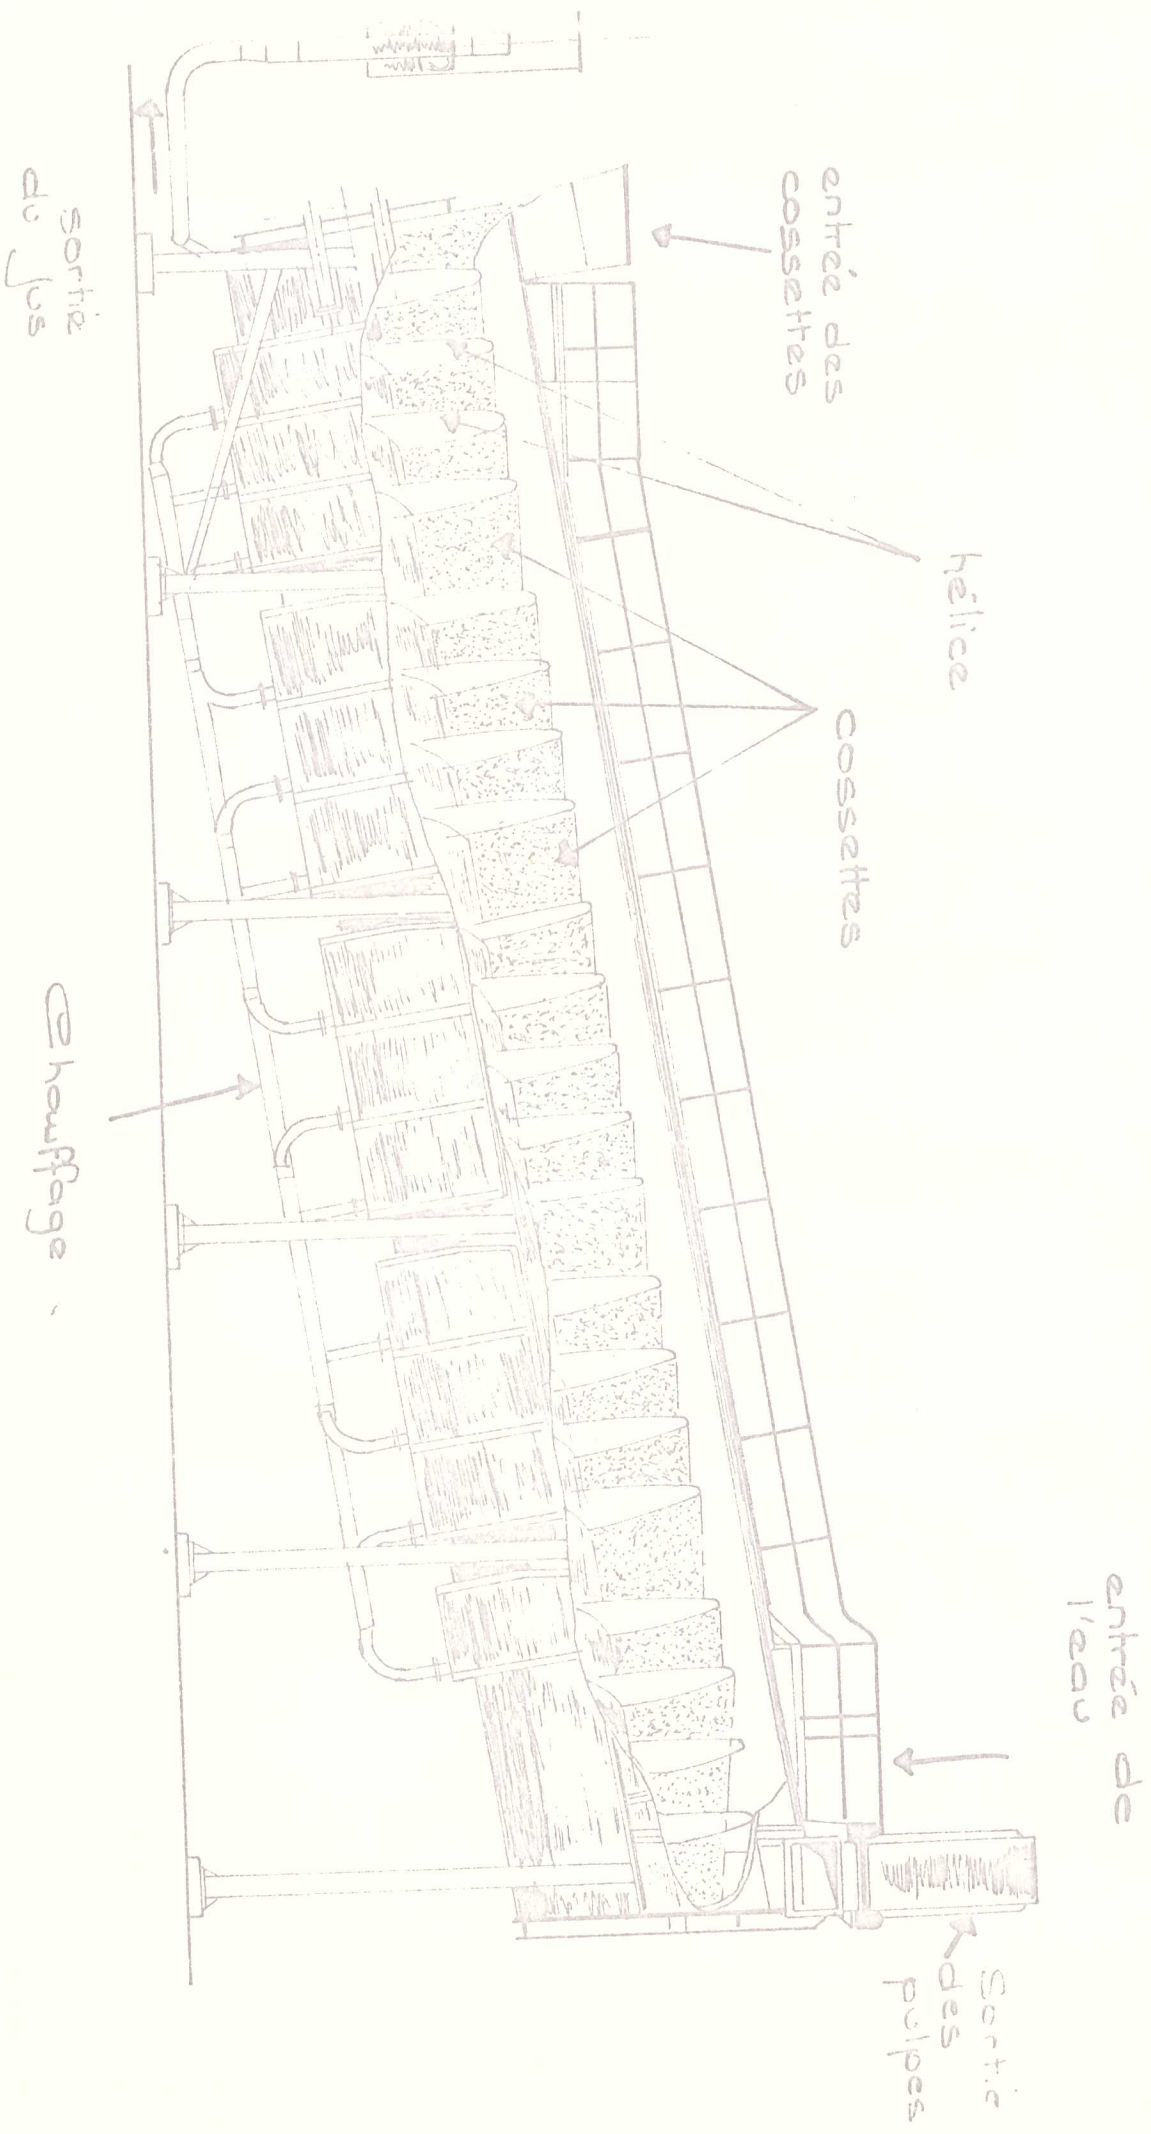 entrée des
cossettes
hélice
cossettes
entrée de
l'eau
Sortie
des
pulpes
sortie
du jus
Chauffage